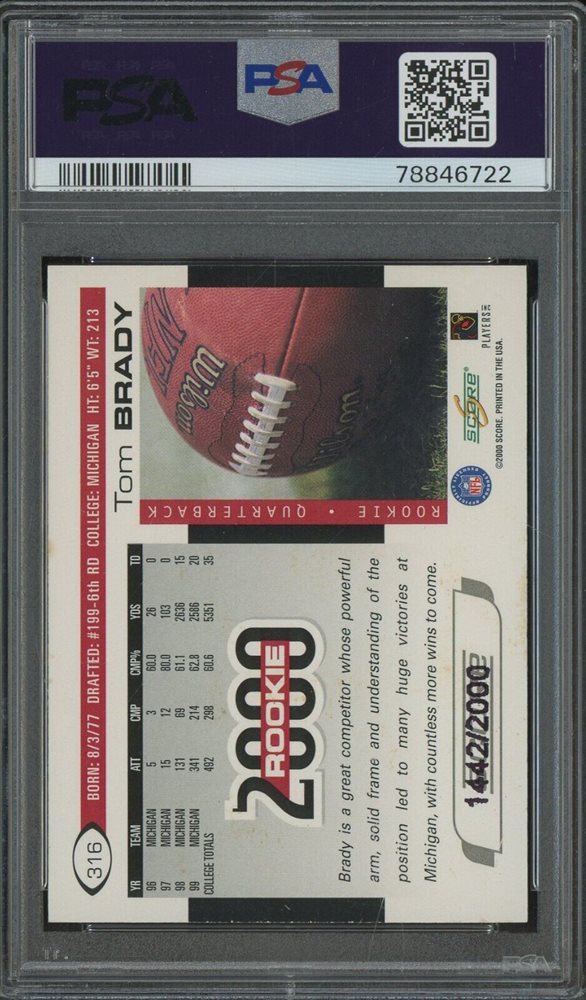 PSA
PSA
78846722
316
BORN: 8/3/77 DRAFTED: #199-6th RD COLLEGE: MICHIGAN HT: 6'5" WT: 213
Tom BRADY
Wilson
ROOKIE • QUARTERBACK
PLAYERS INC
SCORE®
©2000 SCORE. PRINTED IN THE USA.
NFL
YR TEAM ATT CMP CMP% YDS TD
96 MICHIGAN 5 3 60.0 26 0
97 MICHIGAN 15 12 80.0 103 0
98 MICHIGAN 131 69 61.1 2636 15
99 MICHIGAN 341 214 62.8 2586 20
COLLEGE TOTALS 492 298 60.6 5351 35
2000
ROOKIE
Brady is a great competitor whose powerful
arm, solid frame and understanding of the
position led to many huge victories at
Michigan, with countless more wins to come.
1442/2000
PSA